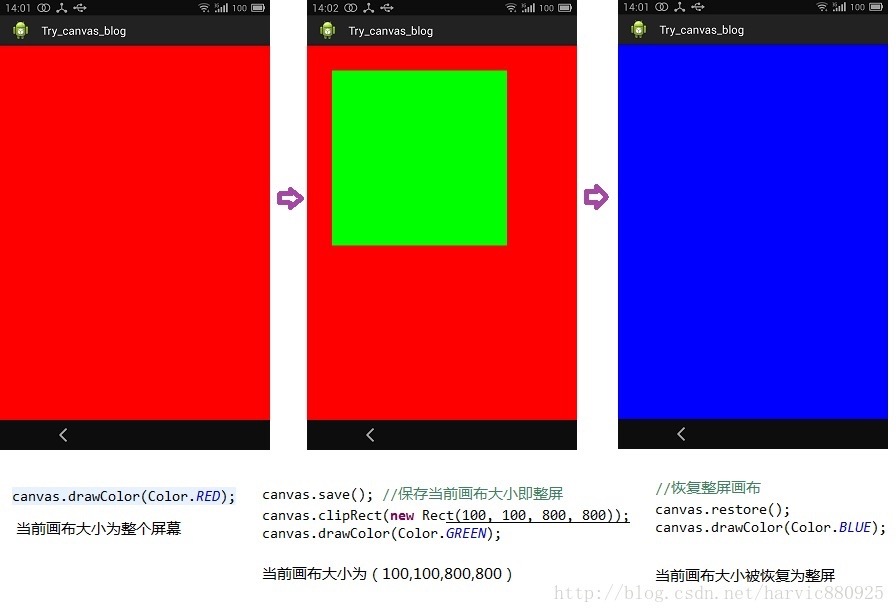 14:01 100
Try_canvas_blog
14:02 100
Try_canvas_blog
14:01 100
Try_canvas_blog
canvas.drawColor(Color.RED);
当前画布大小为整个屏幕
canvas.save(); //保存当前画布大小即整屏
canvas.clipRect(new Rect(100, 100, 800, 800));
canvas.drawColor(Color.GREEN);
当前画布大小为（100,100,800,800）
//恢复整屏画布
canvas.restore();
canvas.drawColor(Color.BLUE);
当前画布大小被恢复为整屏
http://blog.csdn.net/harvic880925